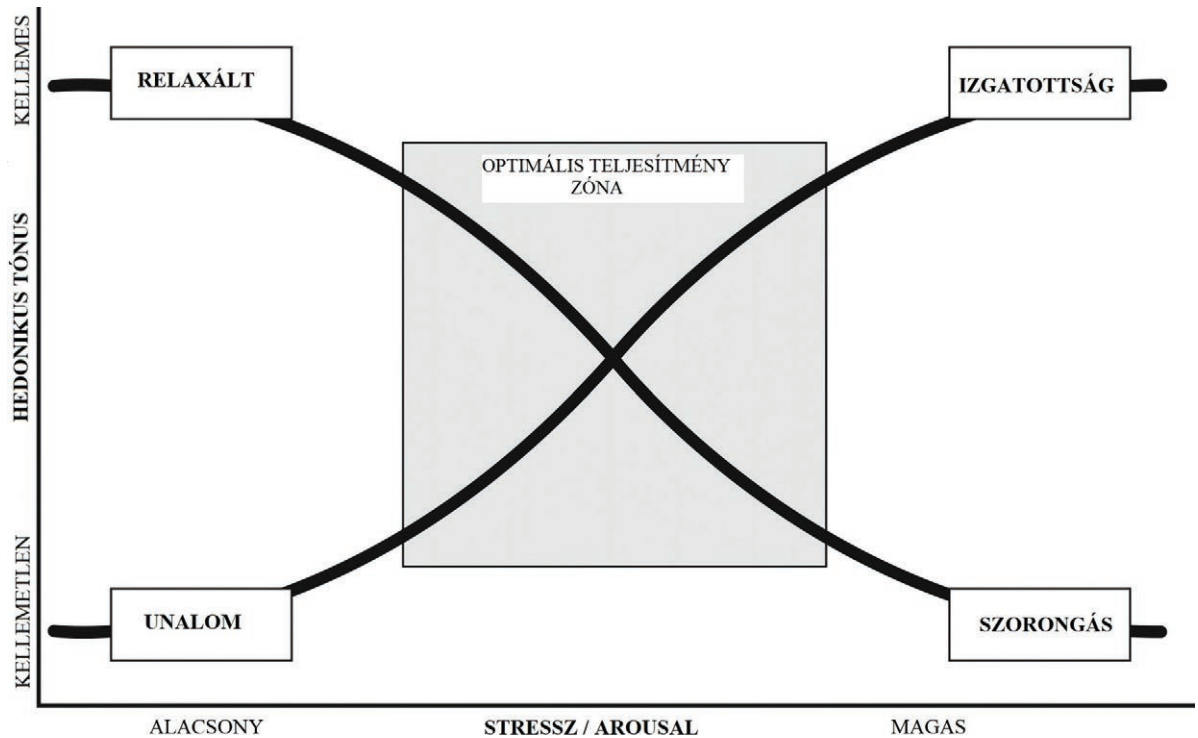 KELLEMES
RELAXÁLT
IZGATOTTSÁG
OPTIMÁLIS TELJESÍTMÉNY
ZÓNA
HEDONIKUS TÓNUS
KELLEMETLEN
UNALOM
SZORONGÁS
ALACSONY
STRESSZ / AROUSAL
MAGAS